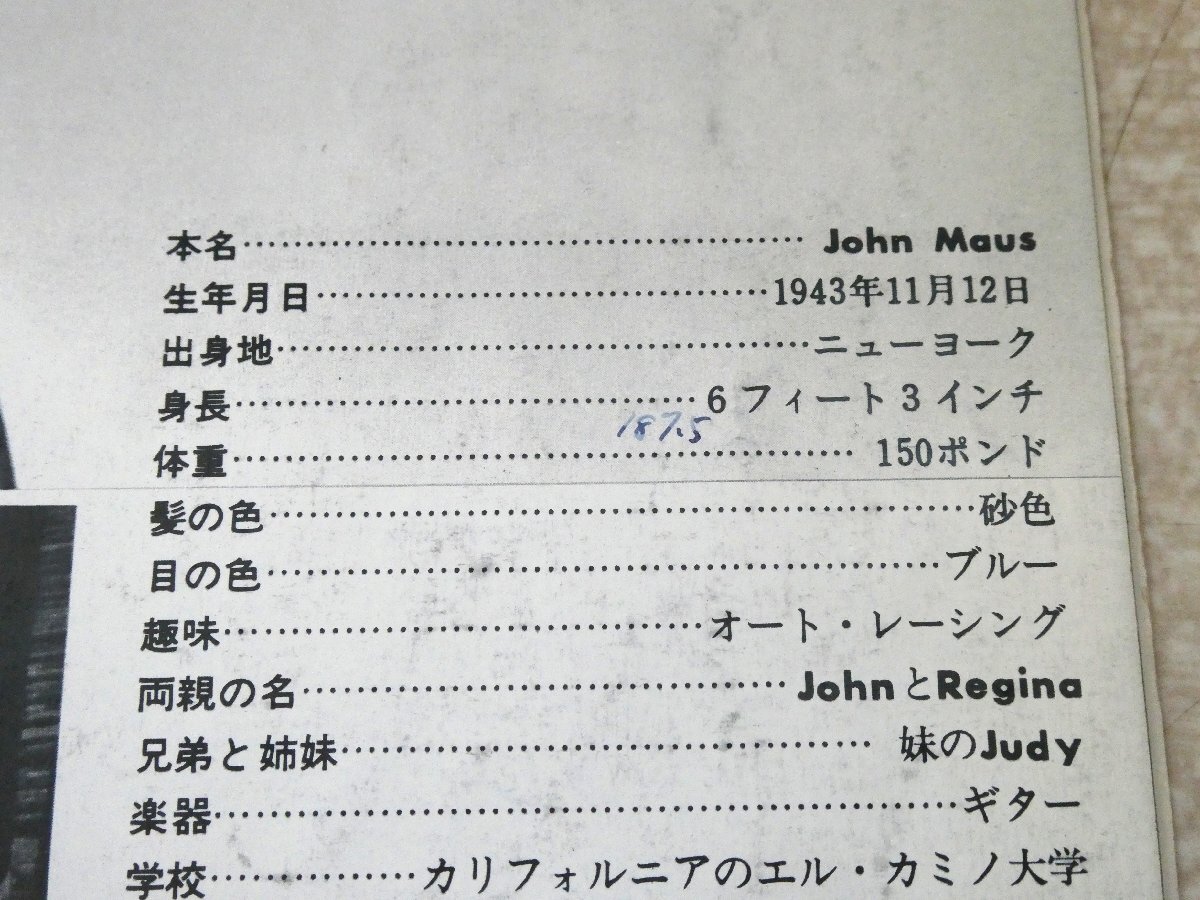 本名………………………………………… John Maus
生年月日…………………………………1943年11月12日
出身地………………………………………ニューヨーク
身長…………………………………6フィート3インチ
187.5
体重……………………………………………… 150ポンド
髪の色……………………………………………………砂色
目の色…………………………………………………ブルー
趣味…………………………………オート・レーシング
両親の名…………………………………JohnとRegina
兄弟と姉妹……………………………………… 妹のJudy
楽器………………………………………………………ギター
学校……………カリフォルニアのエル・カミノ大学